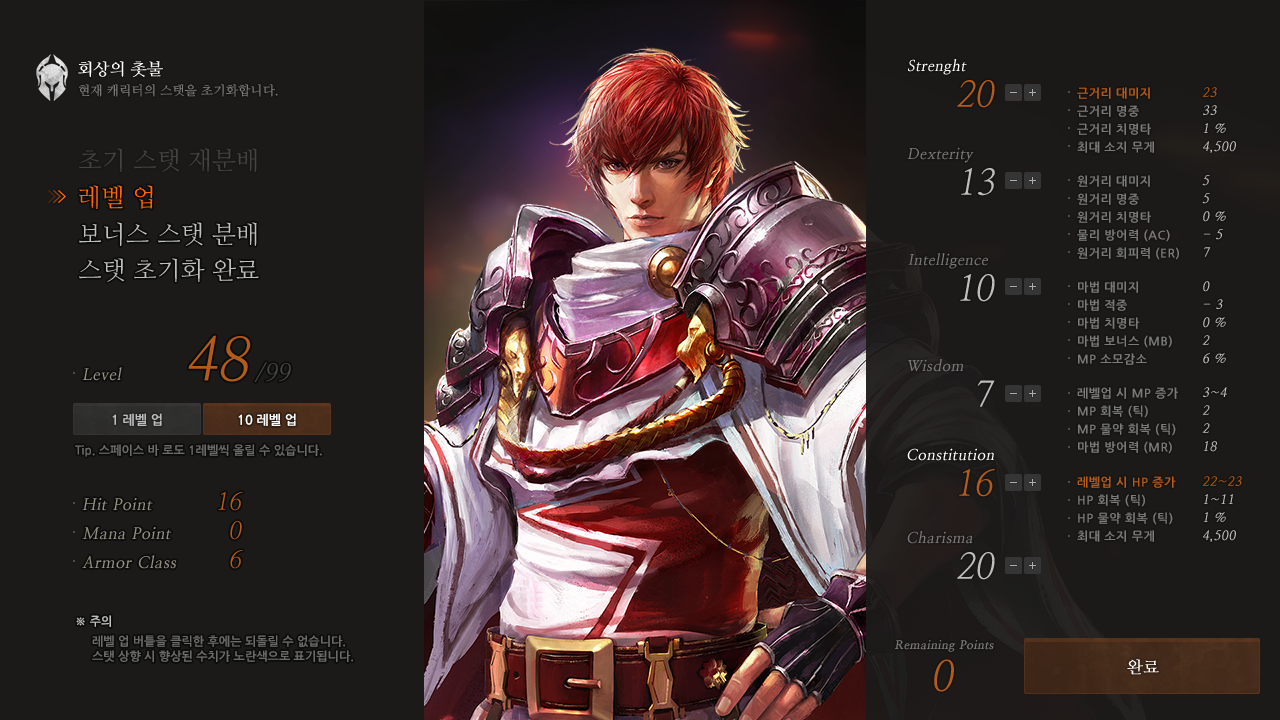 회상의 촛불
현재 캐릭터의 스탯을 초기화합니다.
초기 스탯 재분배
레벨 업
보너스 스탯 분배
스탯 초기화 완료
Level 48 /99
1 레벨 업 10 레벨 업
Tip. 스페이스 바 로도 1레벨씩 올릴 수 있습니다.
Hit Point 16
Mana Point 0
Armor Class 6
※ 주의
레벨 업 버튼을 클릭한 후에는 되돌릴 수 없습니다.
스탯 상향 시 향상된 수치가 노란색으로 표기됩니다.
Strenght
20 − +
· 근거리 대미지 23
· 근거리 명중 33
· 근거리 치명타 1 %
· 최대 소지 무게 4,500
Dexterity
13 − +
· 원거리 대미지 5
· 원거리 명중 5
· 원거리 치명타 0 %
· 물리 방어력 (AC) − 5
· 원거리 회피력 (ER) 7
Intelligence
10 − +
· 마법 대미지 0
· 마법 적중 − 3
· 마법 치명타 0 %
· 마법 보너스 (MB) 2
· MP 소모감소 6 %
Wisdom
7 − +
· 레벨업 시 MP 증가 3~4
· MP 회복 (틱) 2
· MP 물약 회복 (틱) 2
· 마법 방어력 (MR) 18
Constitution
16 − +
· 레벨업 시 HP 증가 22~23
· HP 회복 (틱) 1~11
· HP 물약 회복 (틱) 1 %
· 최대 소지 무게 4,500
Charisma
20 − +
Remaining Points
0
완료